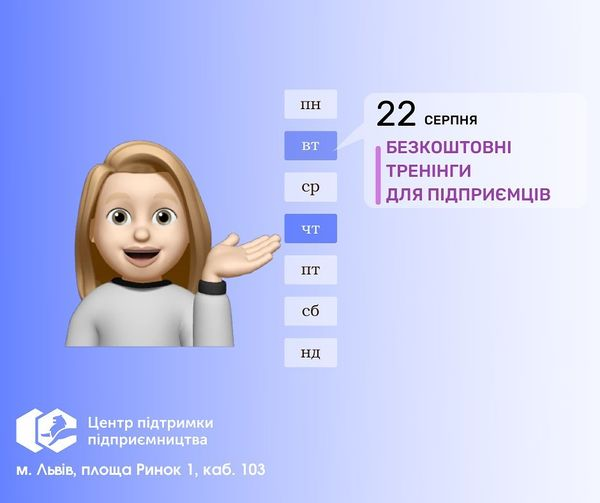 пн
вт
ср
чт
пт
сб
нд
22 СЕРПНЯ
БЕЗКОШТОВНІ
ТРЕНІНГИ
ДЛЯ ПІДПРИЄМЦІВ
Центр підтримки
підприємництва
м. Львів, площа Ринок 1, каб. 103